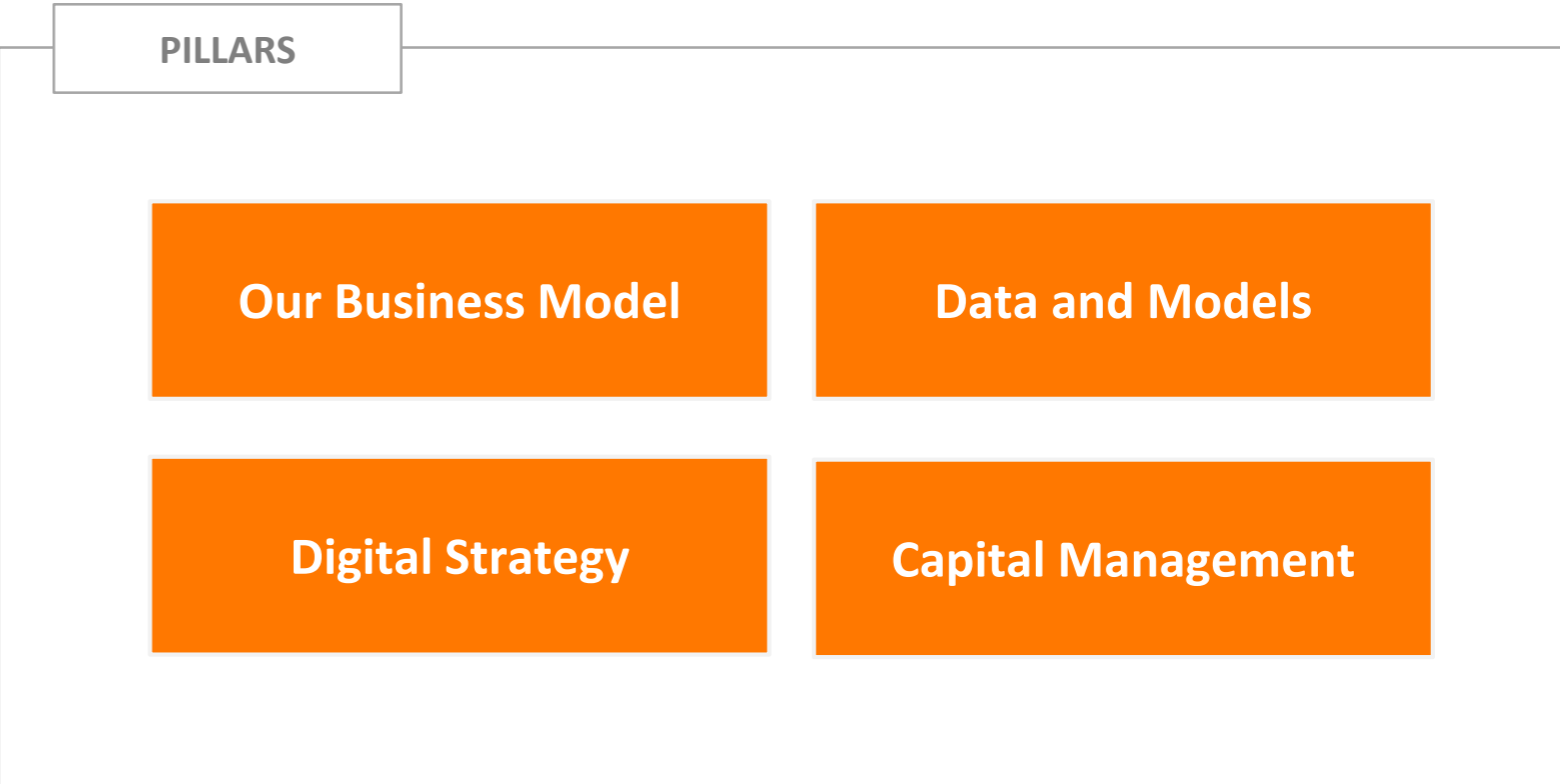 PILLARS
Our Business Model
Data and Models
Digital Strategy
Capital Management